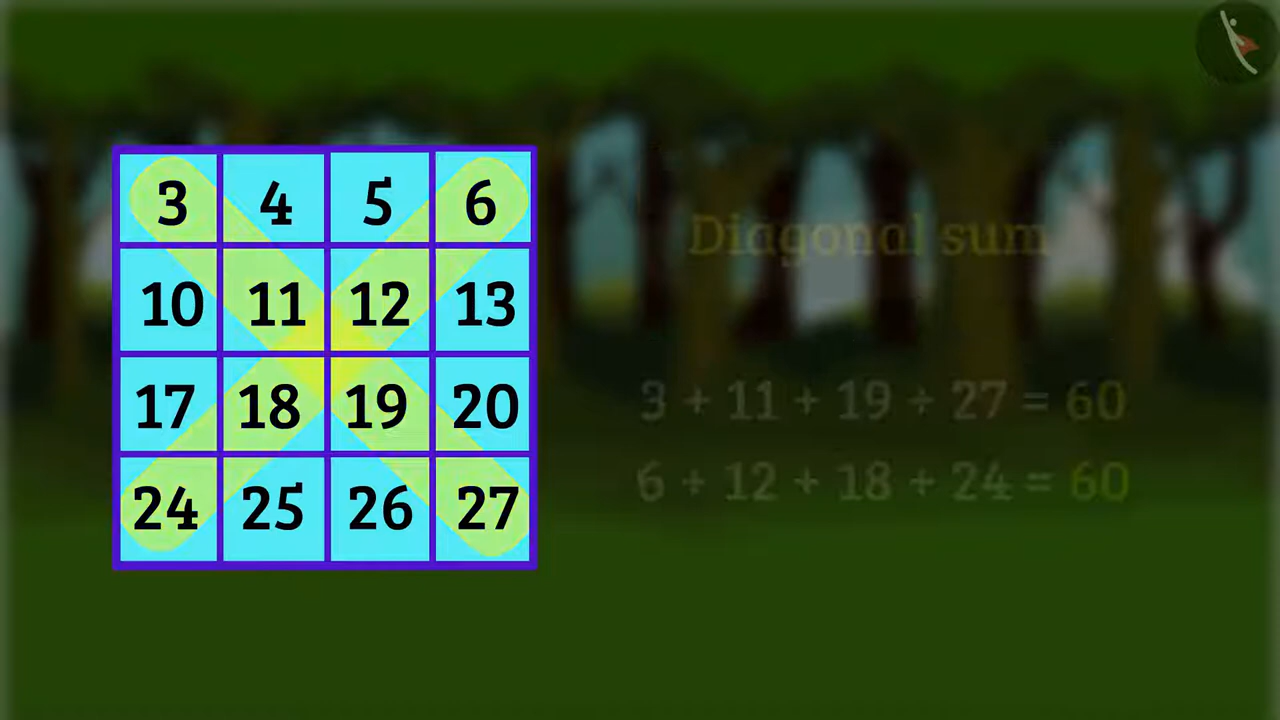 3 4 5 6
10 11 12 13
17 18 19 20
24 25 26 27
Diagonal sum
3 + 11 + 19 + 27 = 60
6 + 12 + 18 + 24 = 60